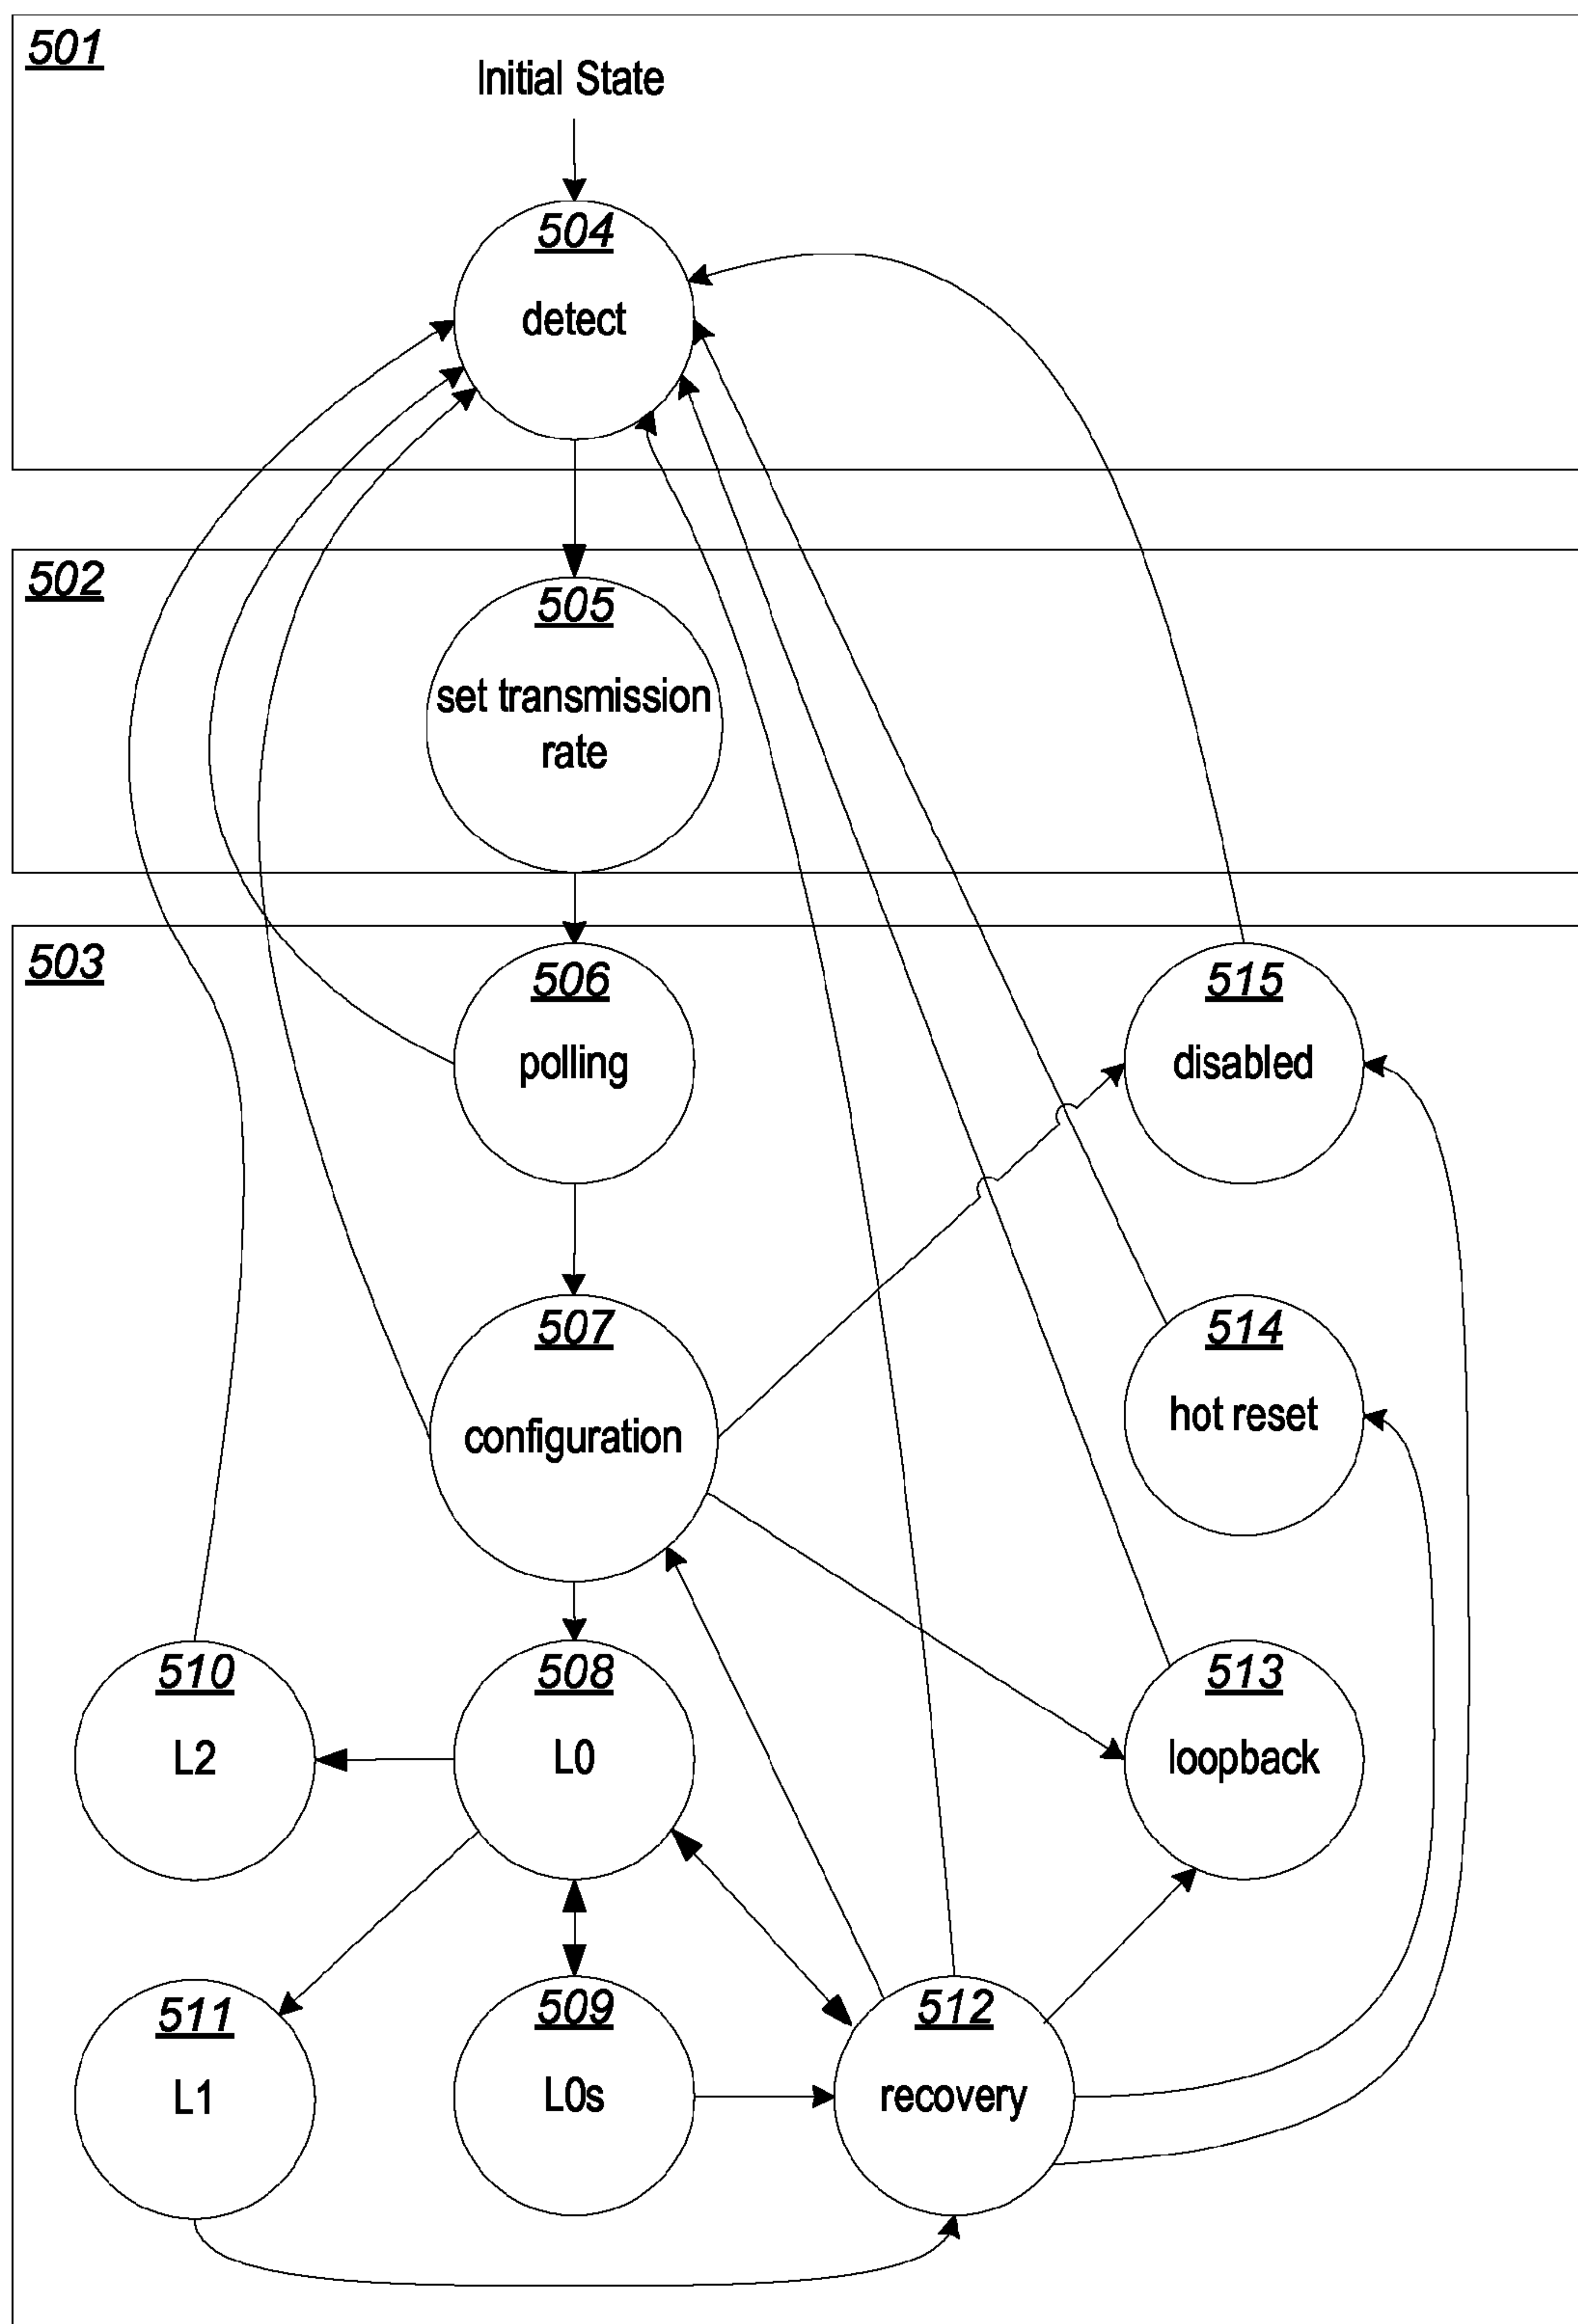 501
Initial State
504
detect
502
505
set transmission
rate
503
506
polling
515
disabled
507
configuration
514
hot reset
510
L2
508
L0
513
loopback
511
L1
509
L0s
512
recovery